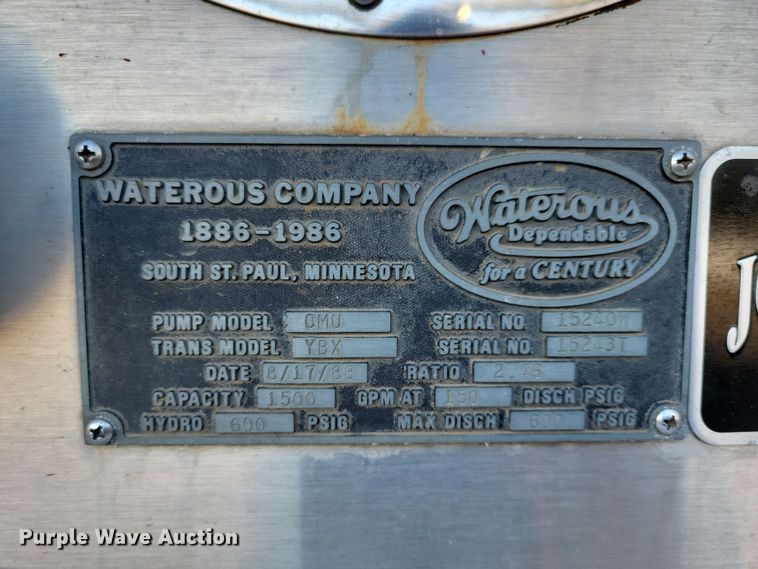 WATEROUS COMPANY
1886-1986
SOUTH ST. PAUL, MINNESOTA
Waterous
Dependable
for a CENTURY
PUMP MODEL CMU SERIAL NO. 15240W
TRANS MODEL YBX SERIAL NO. 15243T
DATE 8/17/88 RATIO 2.46
CAPACITY 1500 GPM AT 150 DISCH PSIG
HYDRO 600 PSIG MAX DISCH 600 PSIG
Purple Wave Auction